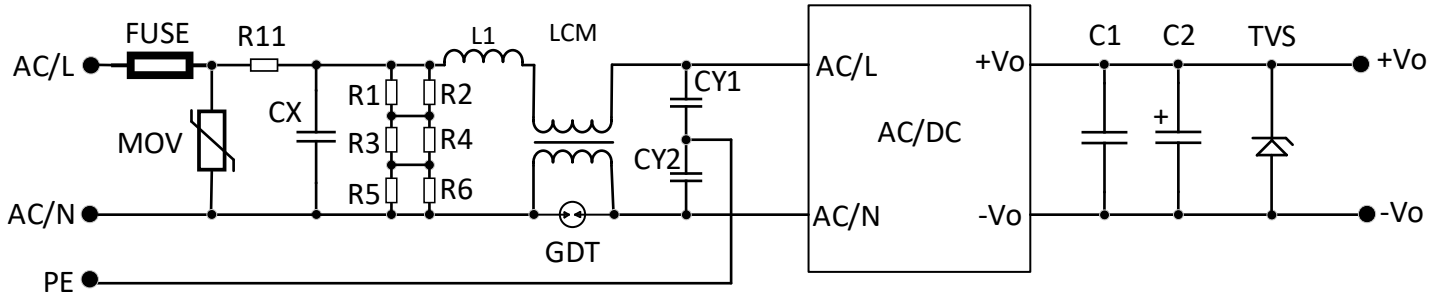 FUSE R11 L1 LCM C1 C2 TVS
AC/L AC/L +Vo +Vo
CY1
R1 R2
CX
MOV R3 R4 AC/DC +
CY2
R5 R6
AC/N AC/N -Vo -Vo
GDT
PE